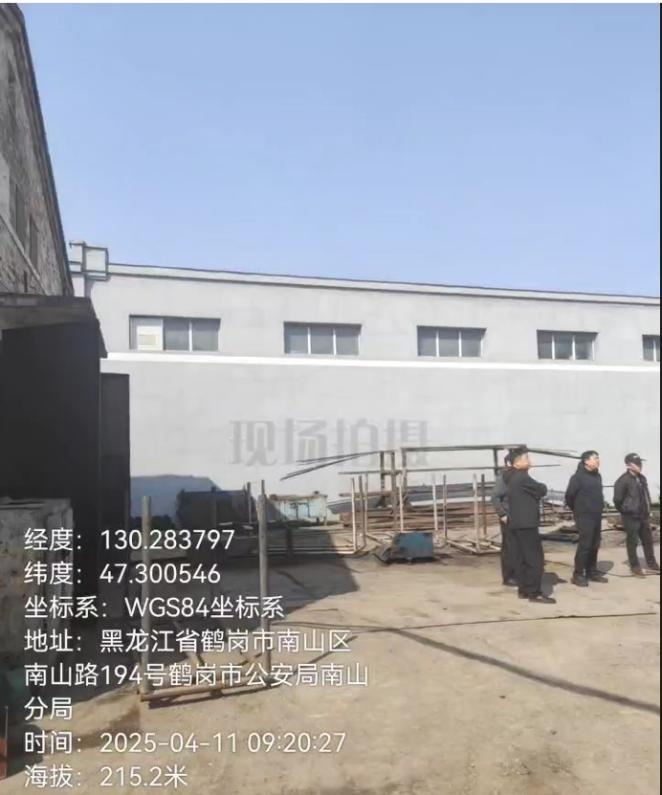 现场拍摄
经度：130.283797
纬度：47.300546
坐标系：WGS84坐标系
地址：黑龙江省鹤岗市南山区
南山路194号鹤岗市公安局南山
分局
时间：2025-04-11 09:20:27
海拔：215.2米